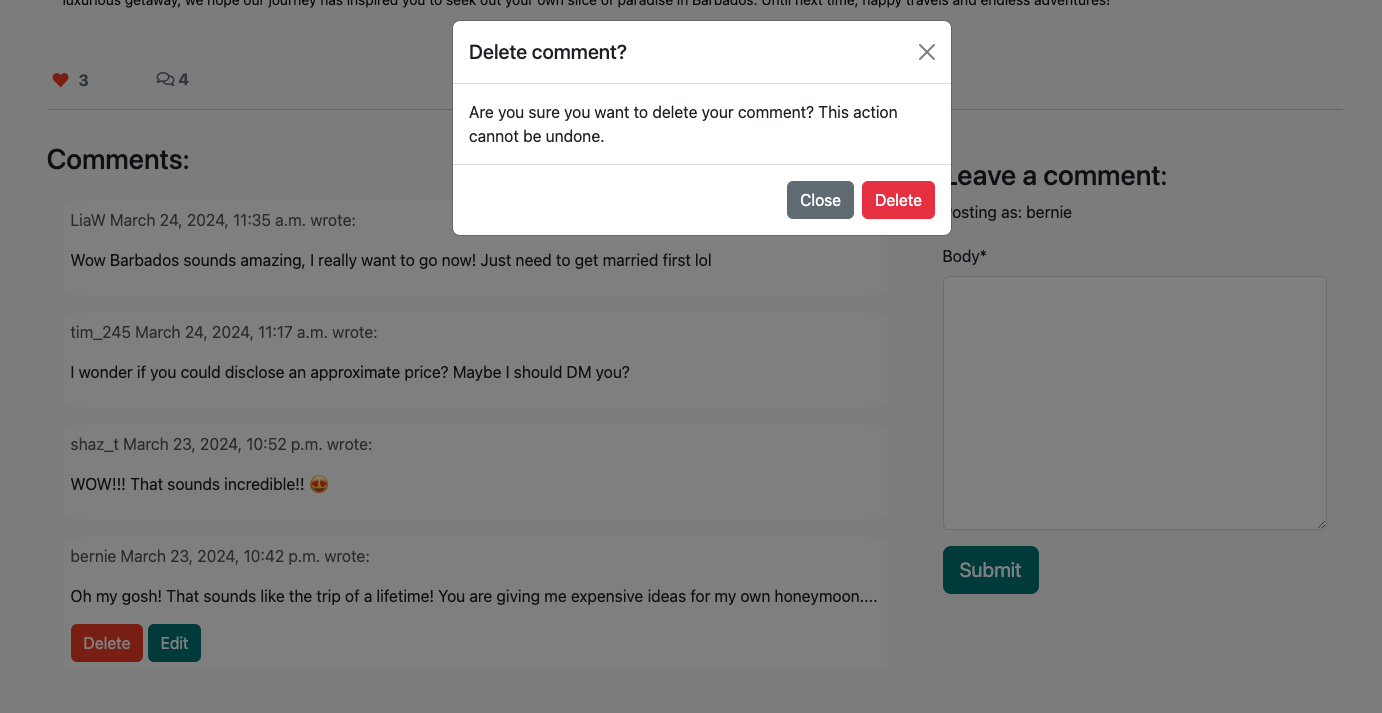 luxurious getaway, we hope our journey has inspired you to seek out your own slice of paradise in Barbados. Until next time, happy travels and endless adventures!
Delete comment?
Are you sure you want to delete your comment? This action
cannot be undone.
Close Delete
3 4
Comments:
LiaW March 24, 2024, 11:35 a.m. wrote:
Wow Barbados sounds amazing, I really want to go now! Just need to get married first lol
tim_245 March 24, 2024, 11:17 a.m. wrote:
I wonder if you could disclose an approximate price? Maybe I should DM you?
shaz_t March 23, 2024, 10:52 p.m. wrote:
WOW!!! That sounds incredible!! 😍
bernie March 23, 2024, 10:42 p.m. wrote:
Oh my gosh! That sounds like the trip of a lifetime! You are giving me expensive ideas for my own honeymoon....
Delete Edit
Leave a comment:
osting as: bernie
Body*
Submit